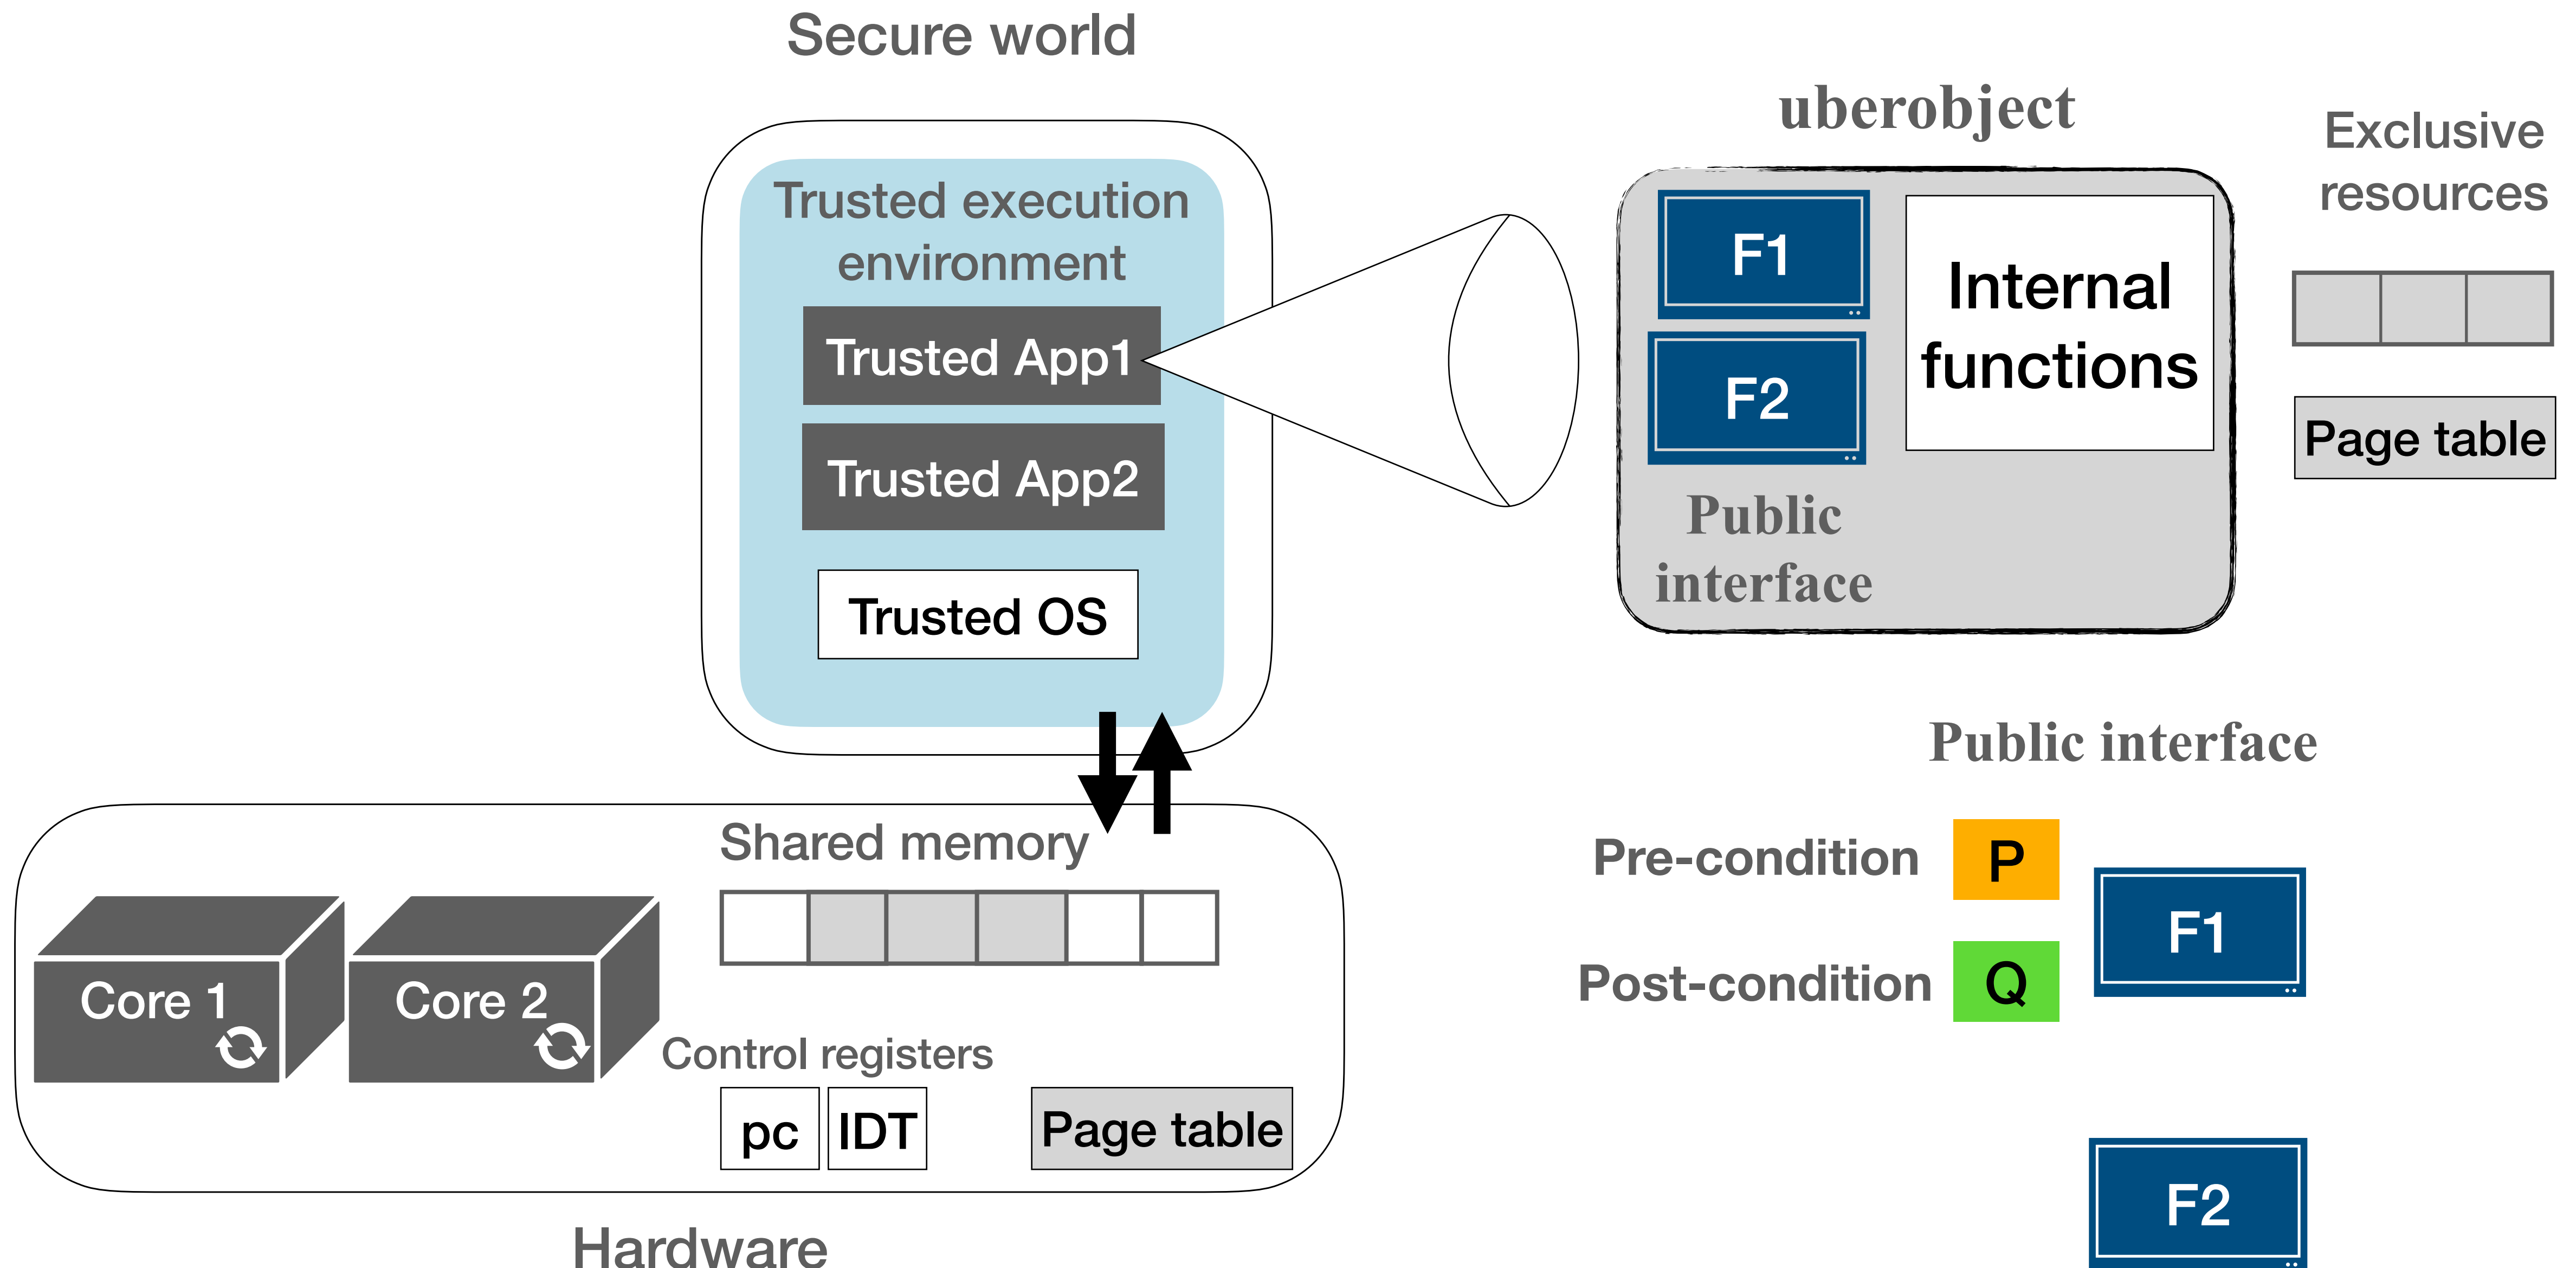 Secure world
Trusted execution
environment
Trusted App1
Trusted App2
Trusted OS
uberobject
F1
F2
Internal
functions
Public
interface
Exclusive
resources
Page table
Shared memory
Core 1
Core 2
Control registers
pc
IDT
Page table
Hardware
Public interface
Pre-condition
P
Post-condition
Q
F1
F2